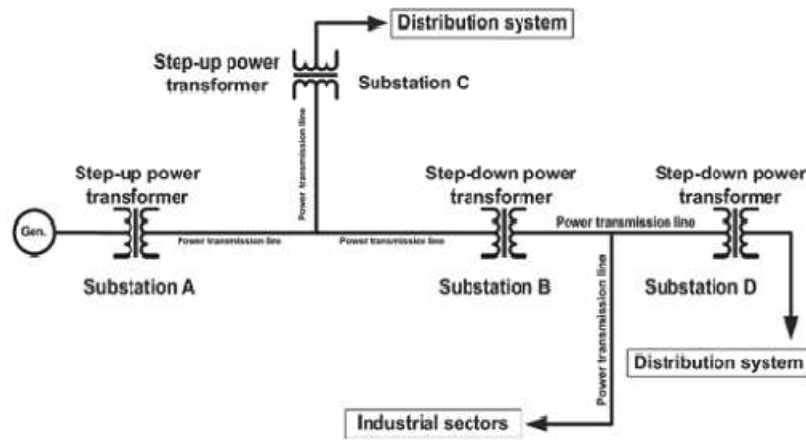 Distribution system
Step-up power
transformer
Substation C
Power transmission lline
Step-up power
transformer
Step-down power
transformer
Step-down power
transformer
Gen.
Power transmission line
Power transmission line
Power transmission line
Substation A
Substation B
Substation D
Power transmission line
Distribution system
Industrial sectors